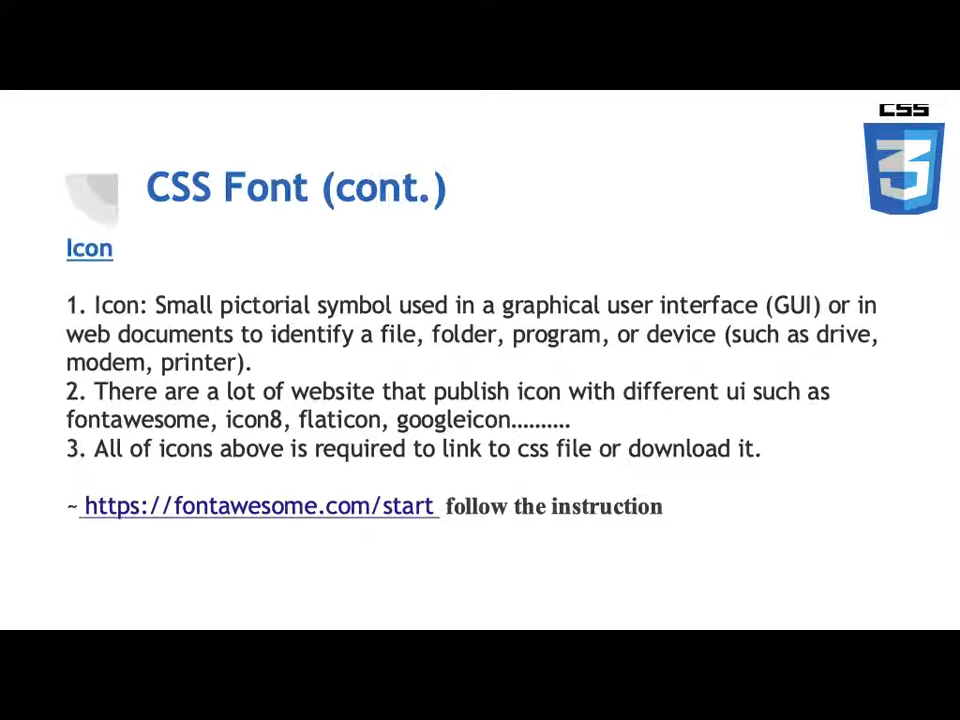 CSS
3
CSS Font (cont.)
Icon
1. Icon: Small pictorial symbol used in a graphical user interface (GUI) or in
web documents to identify a file, folder, program, or device (such as drive,
modem, printer).
2. There are a lot of website that publish icon with different ui such as
fontawesome, icon8, flaticon, googleicon..........
3. All of icons above is required to link to css file or download it.
~ https://fontawesome.com/start follow the instruction